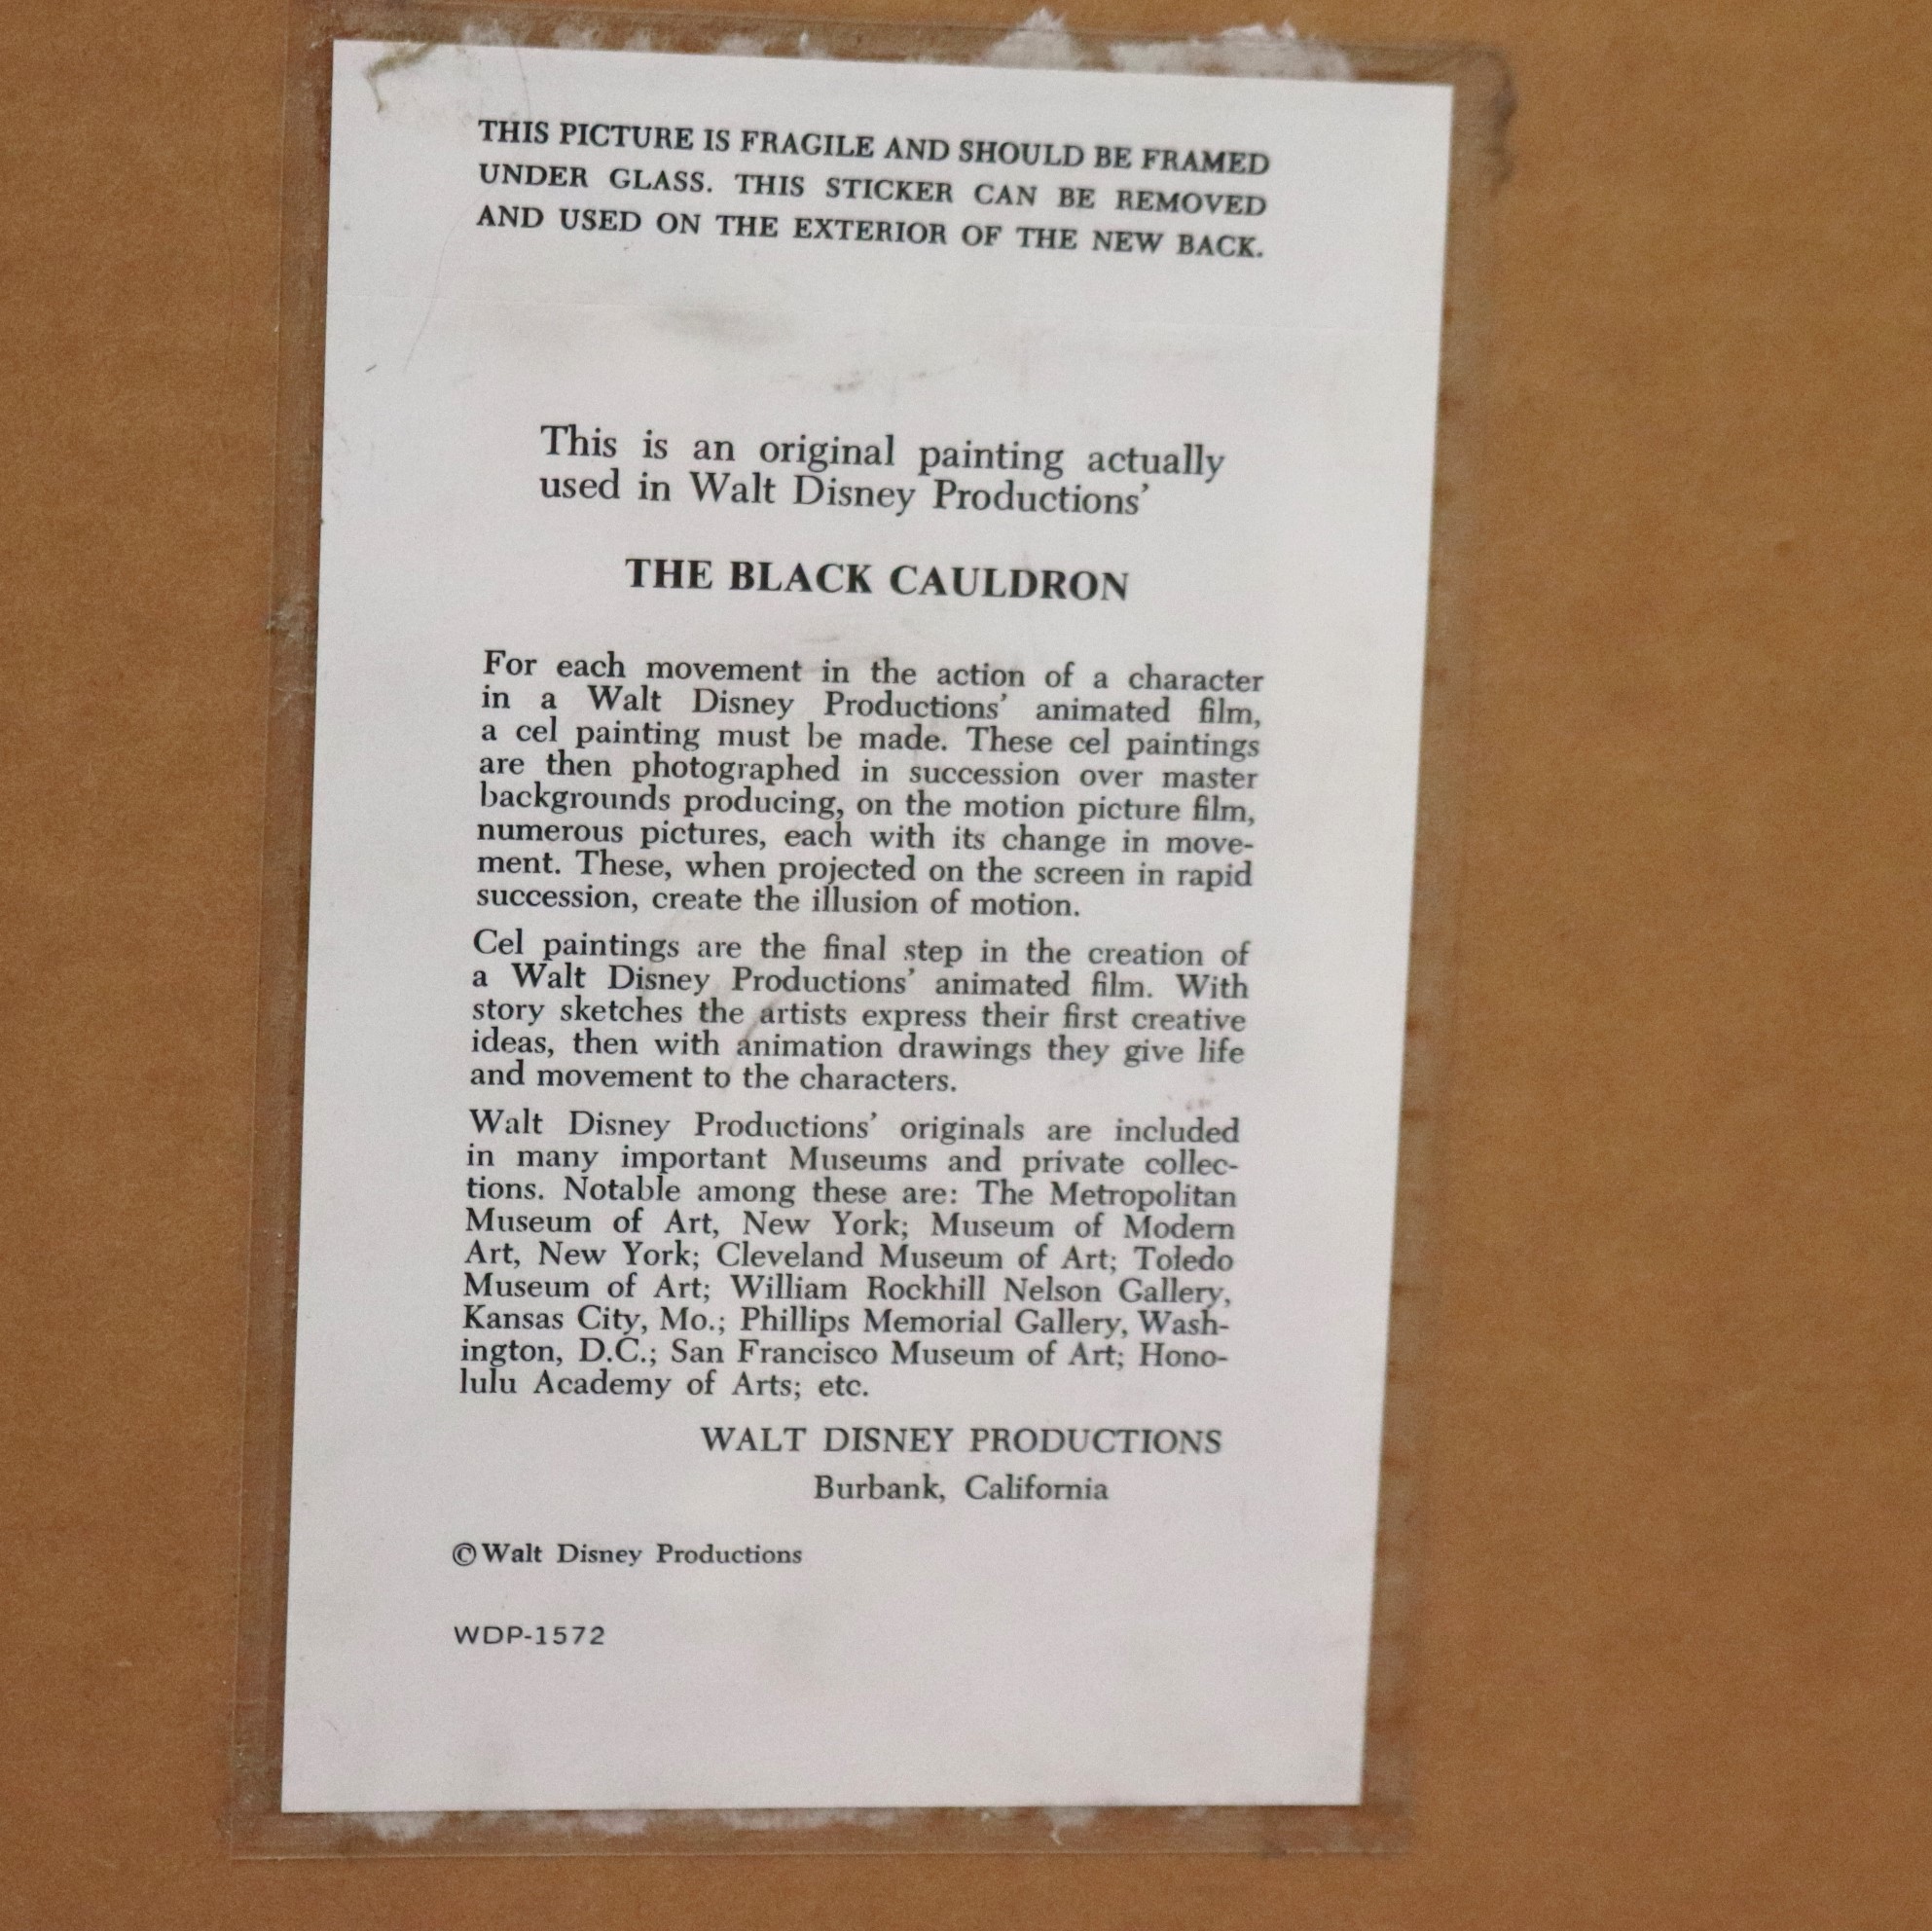 THIS PICTURE IS FRAGILE AND SHOULD BE FRAMED
UNDER GLASS. THIS STICKER CAN BE REMOVED
AND USED ON THE EXTERIOR OF THE NEW BACK.
This is an original painting actually
used in Walt Disney Productions’
THE BLACK CAULDRON
For each movement in the action of a character
in a Walt Disney Productions’ animated film,
a cel painting must be made. These cel paintings
are then photographed in succession over master
backgrounds producing, on the motion picture film,
numerous pictures, each with its change in move-
ment. These, when projected on the screen in rapid
succession, create the illusion of motion.
Cel paintings are the final step in the creation of
a Walt Disney Productions’ animated film. With
story sketches the artists express their first creative
ideas, then with animation drawings they give life
and movement to the characters.
Walt Disney Productions’ originals are included
in many important Museums and private collec-
tions. Notable among these are: The Metropolitan
Museum of Art, New York; Museum of Modern
Art, New York; Cleveland Museum of Art; Toledo
Museum of Art; William Rockhill Nelson Gallery,
Kansas City, Mo.; Phillips Memorial Gallery, Wash-
ington, D.C.; San Francisco Museum of Art; Hono-
lulu Academy of Arts; etc.
WALT DISNEY PRODUCTIONS
Burbank, California
©Walt Disney Productions
WDP-1572